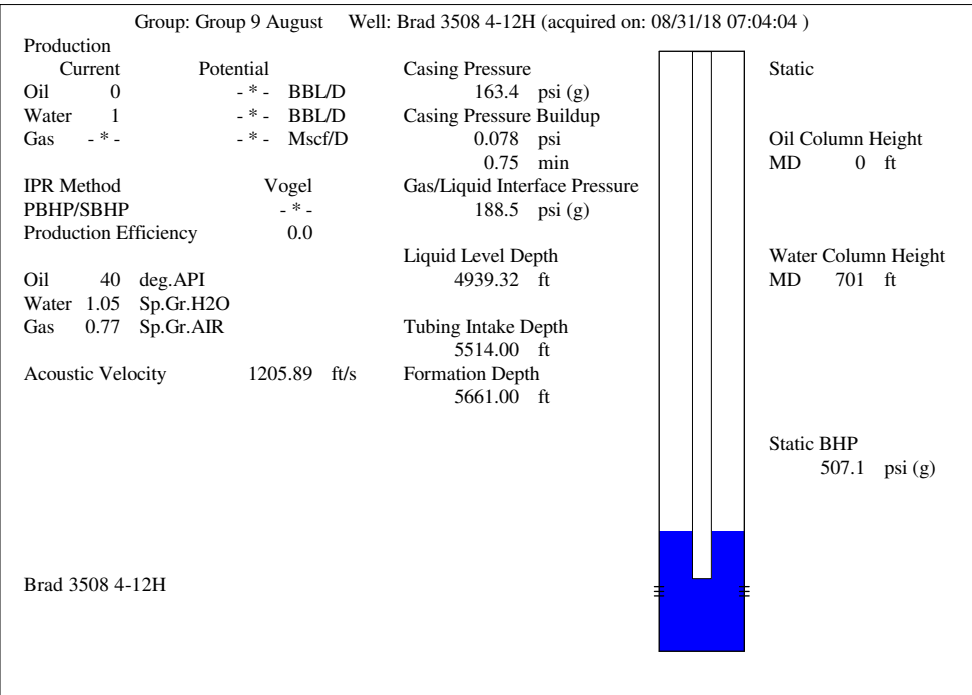 Group: Group 9 August Well: Brad 3508 4-12H (acquired on: 08/31/18 07:04:04 )
Production
Current Potential
Oil 0 - * - BBL/D
Water 1 - * - BBL/D
Gas - * - - * - Mscf/D
IPR Method Vogel
PBHP/SBHP - * -
Production Efficiency 0.0
Oil 40 deg.API
Water 1.05 Sp.Gr.H2O
Gas 0.77 Sp.Gr.AIR
Acoustic Velocity 1205.89 ft/s
Casing Pressure
163.4 psi (g)
Casing Pressure Buildup
0.078 psi
0.75 min
Gas/Liquid Interface Pressure
188.5 psi (g)
Liquid Level Depth
4939.32 ft
Tubing Intake Depth
5514.00 ft
Formation Depth
5661.00 ft
Static
Oil Column Height
MD 0 ft
Water Column Height
MD 701 ft
Static BHP
507.1 psi (g)
Brad 3508 4-12H